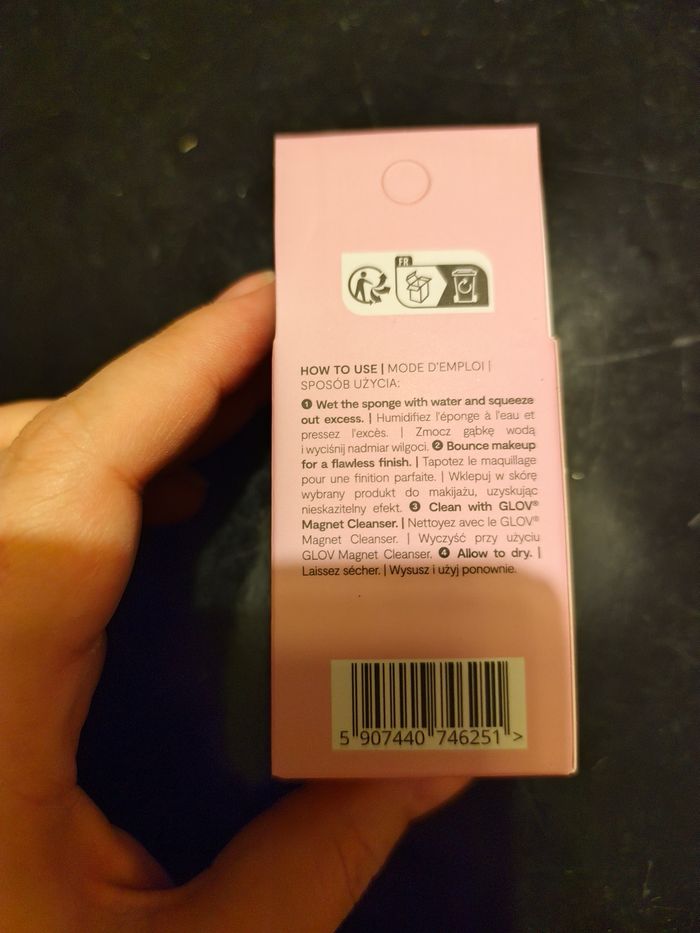 FR
HOW TO USE | MODE D'EMPLOI |
SPOSÓB UŻYCIA:
1 Wet the sponge with water and squeeze
out excess. | Humidifiez l'éponge à l'eau et
pressez l'excès. | Zmocz gąbkę wodą
i wyciśnij nadmiar wilgoci. 2 Bounce makeup
for a flawless finish. | Tapotez le maquillage
pour une finition parfaite. | Wklepuj w skórę
wybrany produkt do makijażu, uzyskując
nieskazitelny efekt. 3 Clean with GLOV®
Magnet Cleanser. | Nettoyez avec le GLOV®
Magnet Cleanser. | Wyczyść przy użyciu
GLOV Magnet Cleanser. 4 Allow to dry. |
Laissez sécher. | Wysusz i użyj ponownie.
5 907440 746251 >